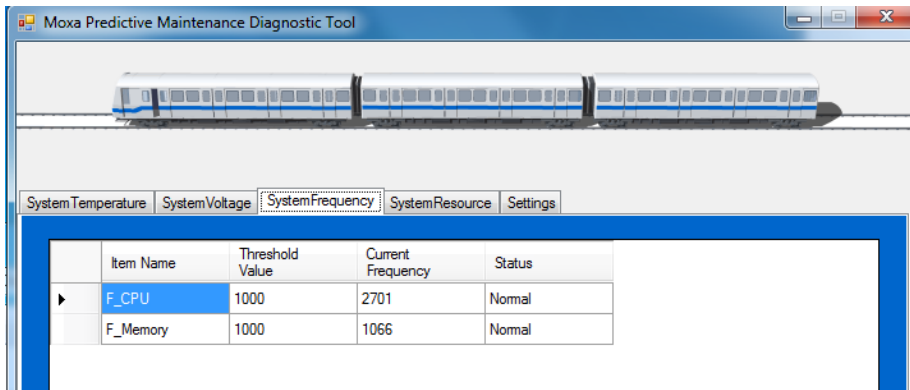 Moxa Predictive Maintenance Diagnostic Tool
SystemTemperature SystemVoltage SystemFrequency SystemResource Settings
Item Name Threshold Value Current Frequency Status
F_CPU 1000 2701 Normal
F_Memory 1000 1066 Normal